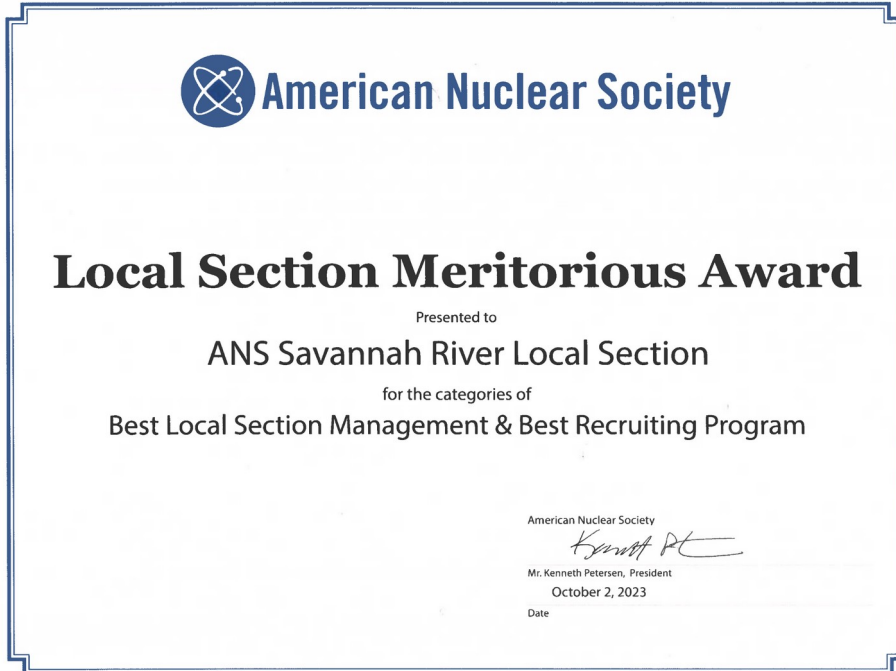 American Nuclear Society
Local Section Meritorious Award
Presented to
ANS Savannah River Local Section
for the categories of
Best Local Section Management & Best Recruiting Program
American Nuclear Society
Mr. Kenneth Petersen, President
October 2, 2023
Date